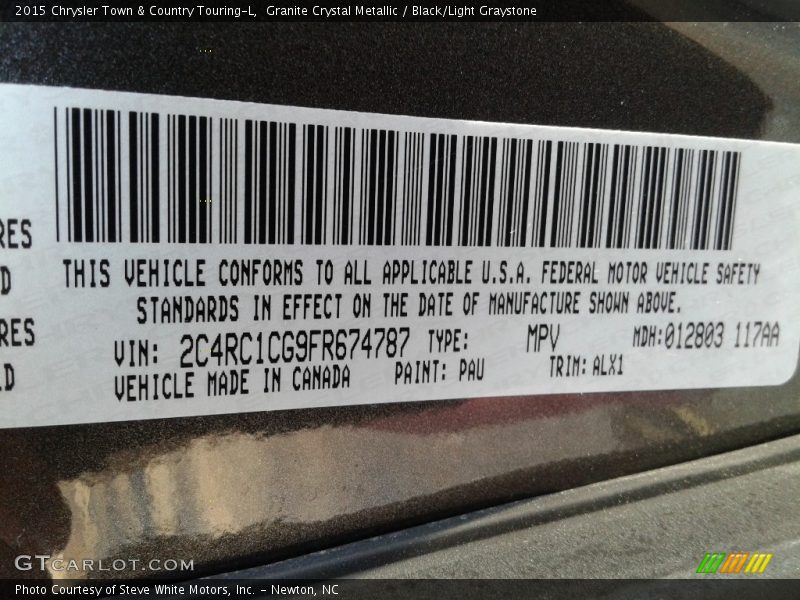 2015 Chrysler Town & Country Touring-L,  Granite Crystal Metallic / Black/Light Graystone
RES
D
RES
LD
THIS VEHICLE CONFORMS TO ALL APPLICABLE U.S.A. FEDERAL MOTOR VEHICLE SAFETY
STANDARDS IN EFFECT ON THE DATE OF MANUFACTURE SHOWN ABOVE.
VIN: 2C4RC1CG9FR674787 TYPE: MPV MDH:012803 117AA
VEHICLE MADE IN CANADA PAINT: PAU TRIM: ALX1
GTCARLOT.COM
Photo Courtesy of Steve White Motors, Inc. - Newton, NC